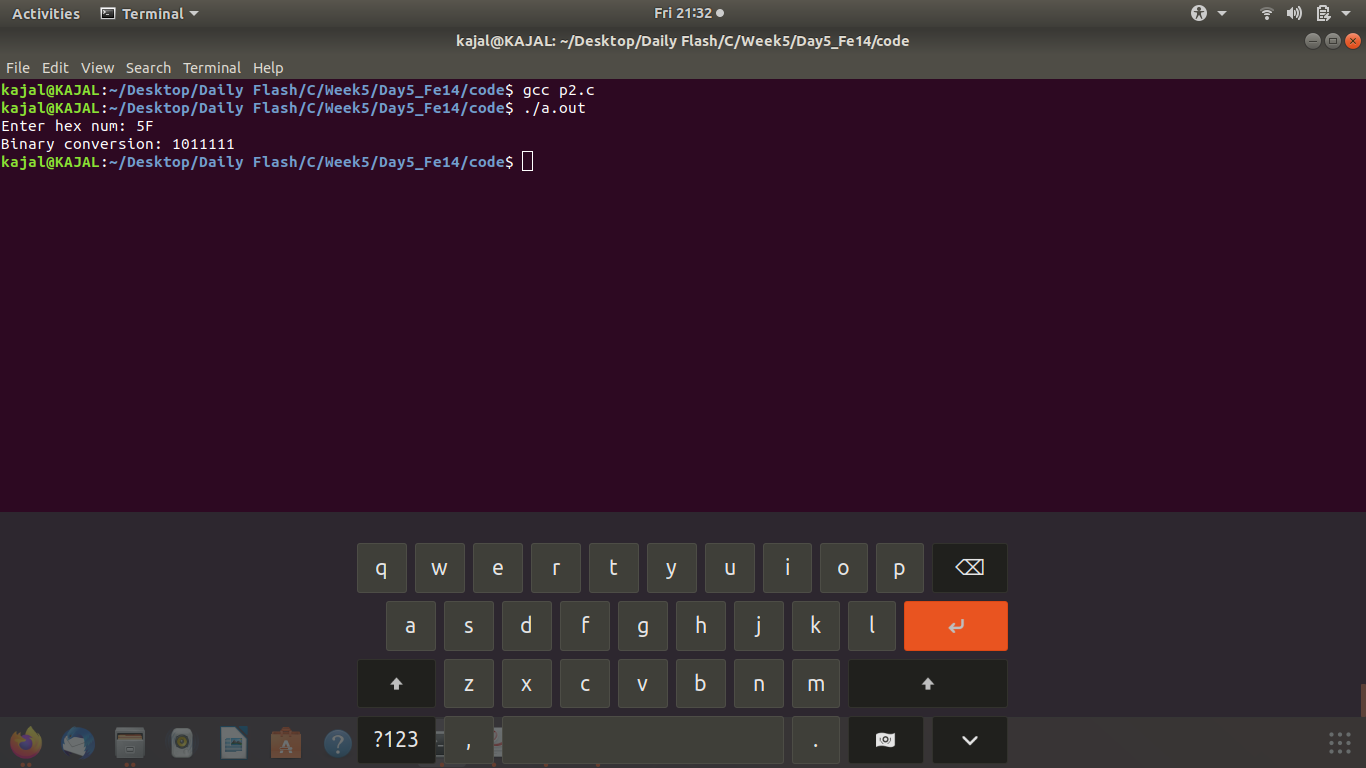 Activities Terminal Fri 21:32
kajal@KAJAL: ~/Desktop/Daily Flash/C/Week5/Day5_Fe14/code
File Edit View Search Terminal Help
kajal@KAJAL:~/Desktop/Daily Flash/C/Week5/Day5_Fe14/code$ gcc p2.c
kajal@KAJAL:~/Desktop/Daily Flash/C/Week5/Day5_Fe14/code$ ./a.out
Enter hex num: 5F
Binary conversion: 1011111
kajal@KAJAL:~/Desktop/Daily Flash/C/Week5/Day5_Fe14/code$
q w e r t y u i o p
a s d f g h j k l
z x c v b n m
?123 , .